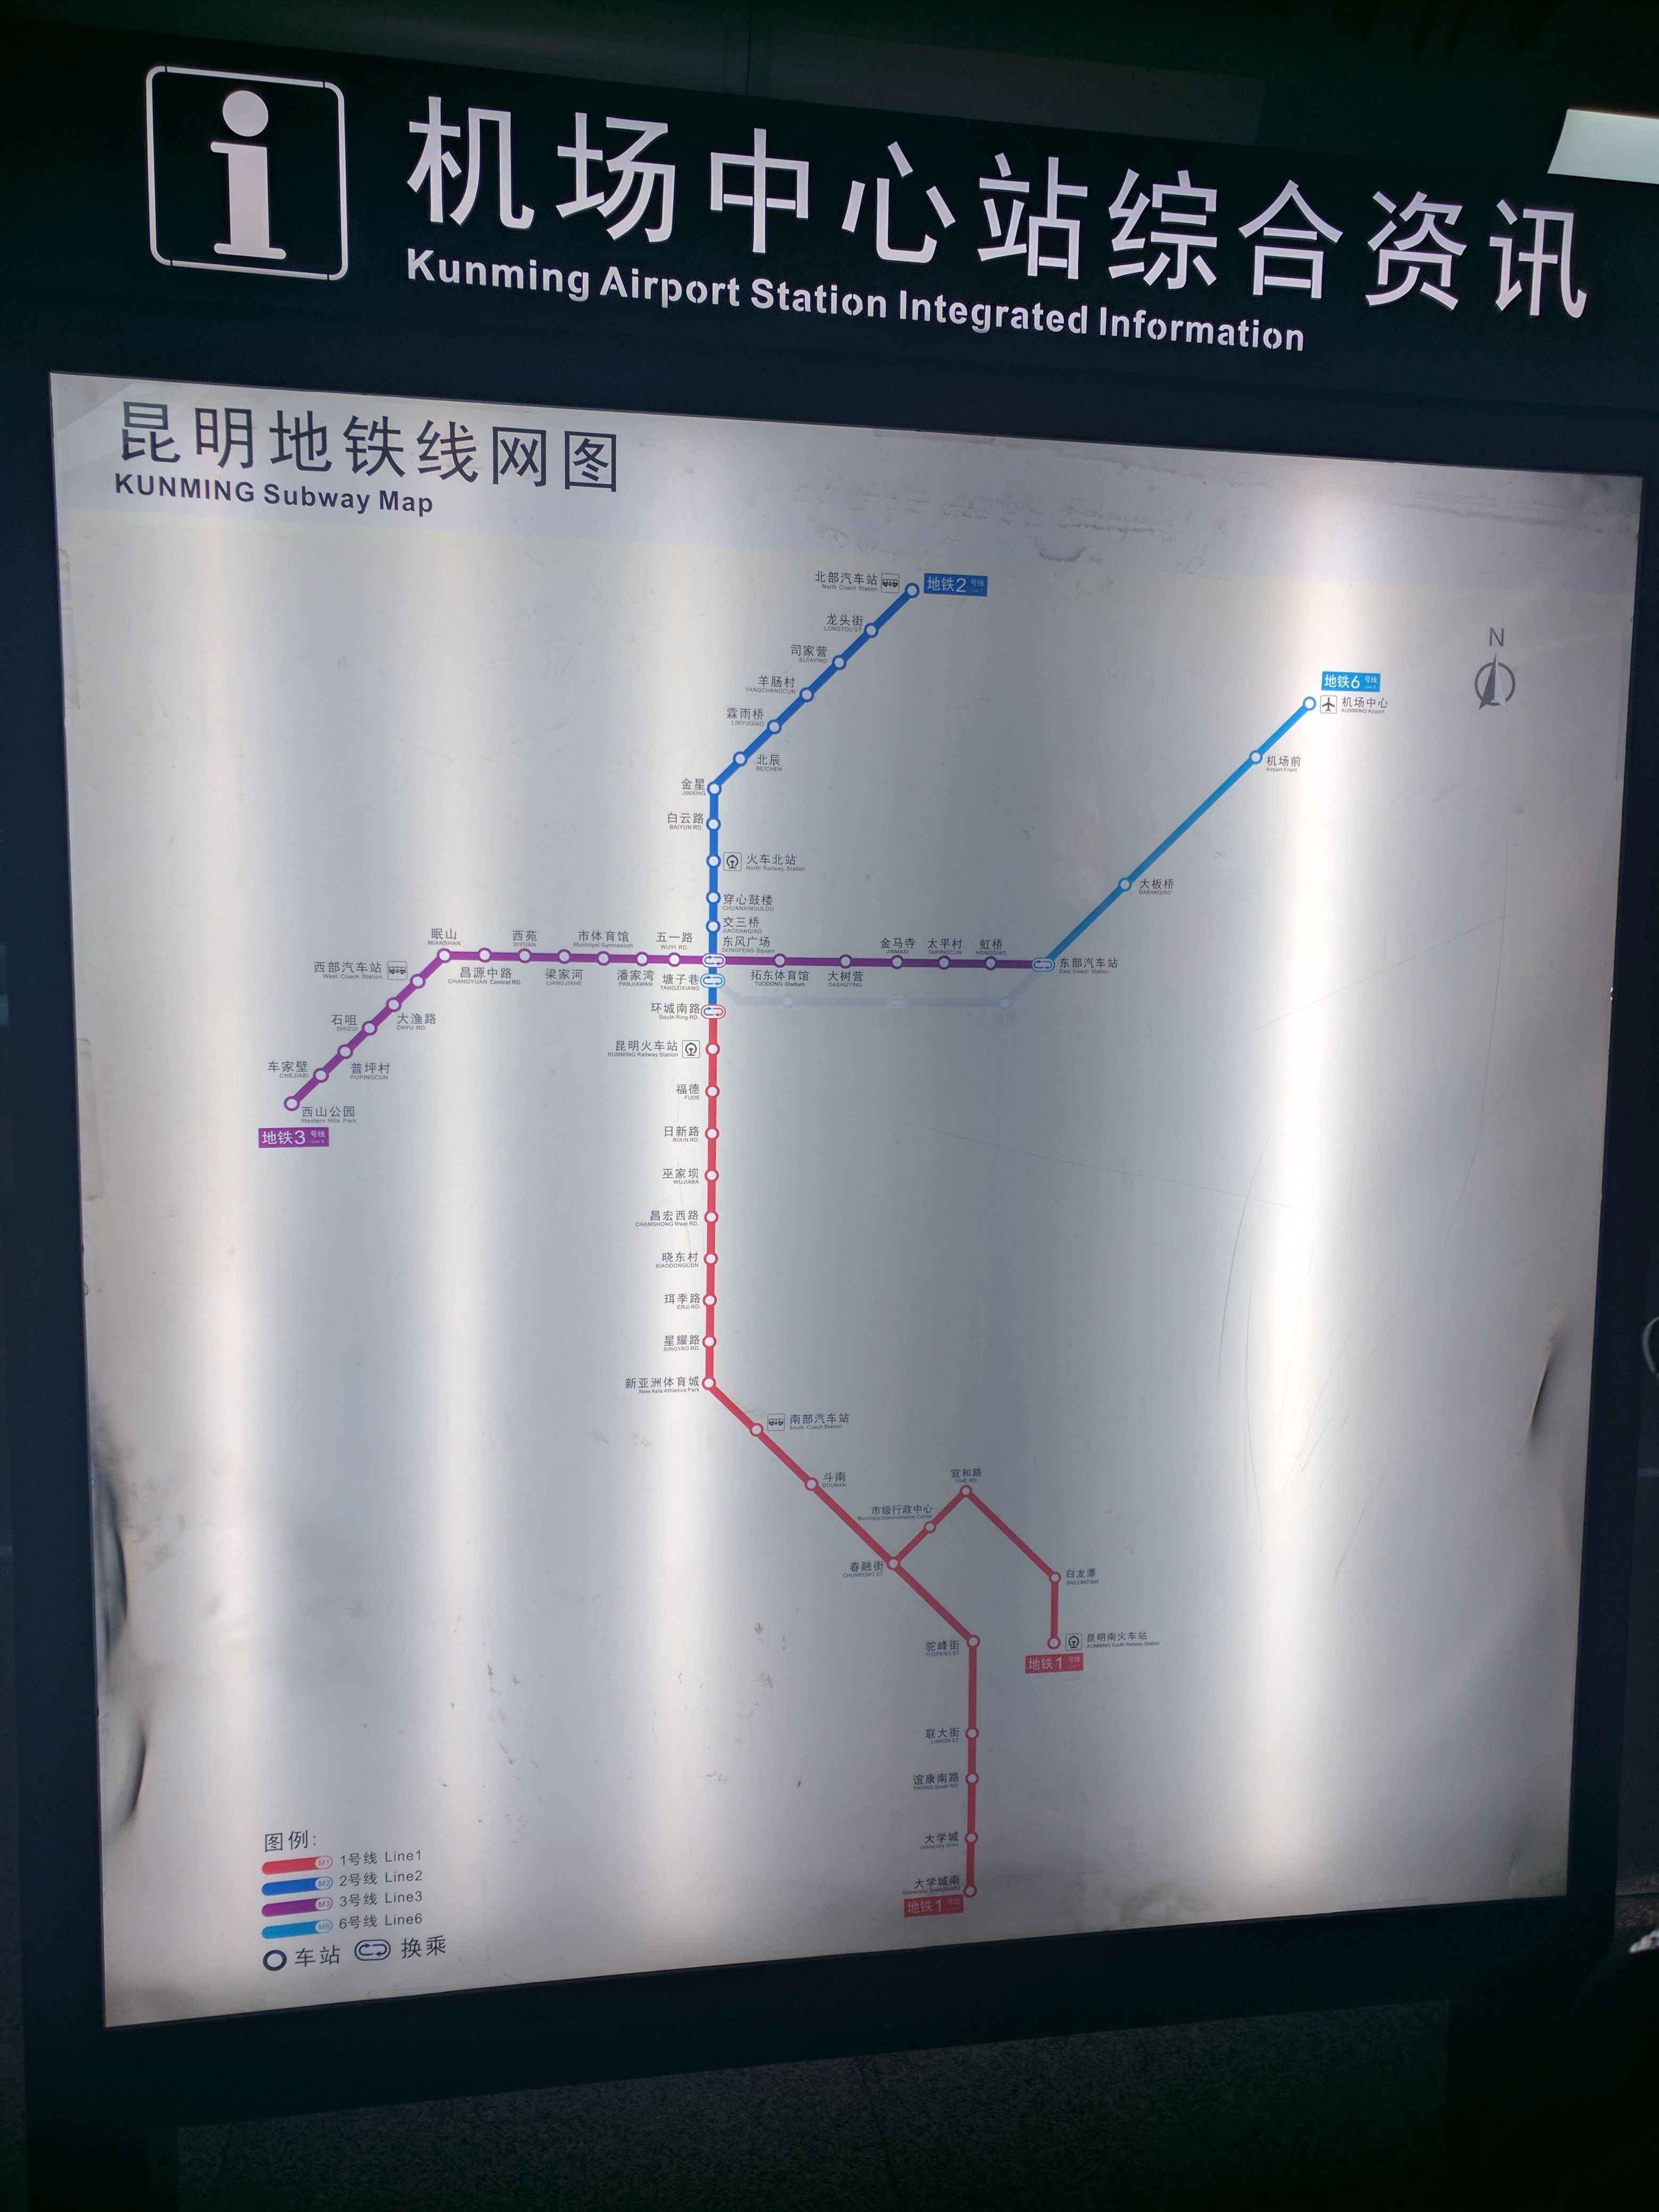 机场中心站综合资讯
Kunming Airport Station Integrated Information
昆明地铁线网图
KUNMING Subway Map
北部汽车站
North Coach Station
地铁2号线
龙头街
LONGTOU ST
司家营
SIJIAYING
羊肠村
YANGCHANGCUN
霖雨桥
LINYUQIAO
北辰
BEICHEN
金星
JINXING
白云路
BAIYUN RD.
火车北站
North Railway Station
穿心鼓楼
CHUANXINGULOU
交三桥
JIAOSANQIAO
东风广场
DONGFENG Square
N
地铁6号线
机场中心
KUNMING Airport
机场前
Airport Front
大板桥
DABANQIAO
东部汽车站
East Coach Station
眠山
MIANSHAN
西苑
XIYUAN
市体育馆
Municipal Gymnasium
五一路
WUYI RD.
金马寺
JINMASI
太平村
TAIPINGCUN
虹桥
HONGQIAO
西部汽车站
West Coach Station
昌源中路
CHANGYUAN Central RD.
梁家河
LIANGJIAHE
潘家湾
PANJIAWAN
塘子巷
TANGZIXIANG
拓东体育馆
TUODONG Stadium
大树营
DASHUYING
石咀
SHIZUI
大渔路
DAYU RD.
车家壁
CHEJIABI
普坪村
PUPINGCUN
西山公园
Western Hills Park
地铁3号线
环城南路
South Ring RD.
昆明火车站
KUNMING Railway Station
福德
FUDE
日新路
RIXIN RD.
巫家坝
WUJIABA
昌宏西路
CHANGHONG West RD.
晓东村
XIAODONGCUN
珥季路
ERJI RD.
星耀路
XINGYAO RD.
新亚洲体育城
New Asia Athletics Park
南部汽车站
South Coach Station
斗南
DOUNAN
宜和路
YIHE RD.
市级行政中心
Municipal Administration Center
春融街
CHUNRONG ST
白龙潭
BAILONGTAN
昆明南火车站
KUNMING South Railway Station
地铁1号线
驼峰街
TUOFENG ST
联大街
LIANDA ST
谊康南路
YIKANG South RD.
大学城
University Town
大学城南
University Town(South)
地铁1号线
图例:
M1 1号线 Line1
M2 2号线 Line2
M3 3号线 Line3
M6 6号线 Line6
车站 换乘